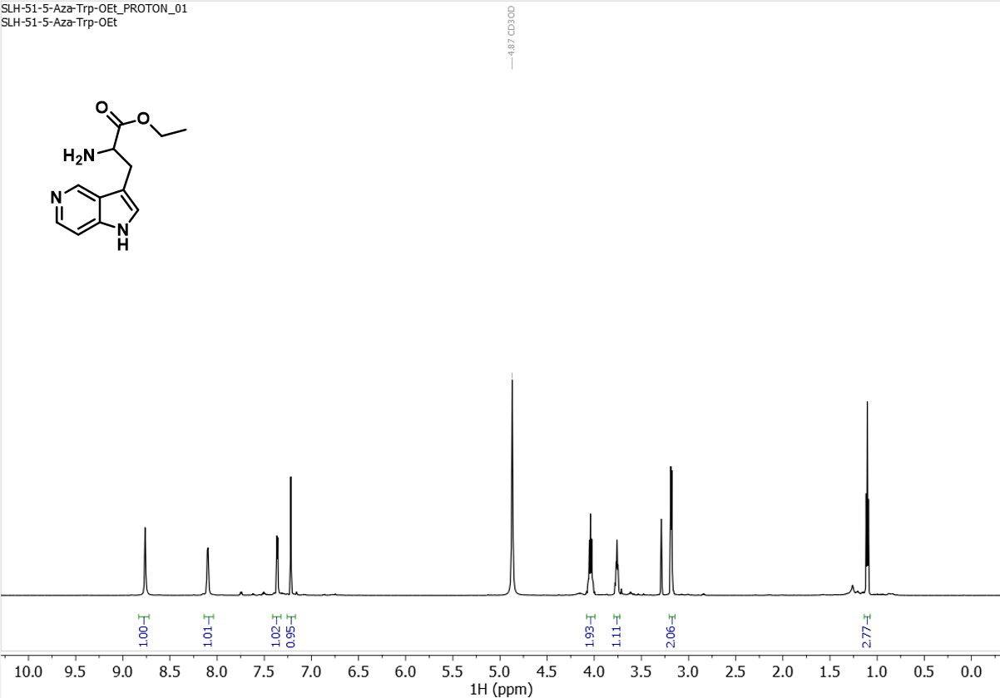 SLH-51-5-Aza-Trp-OEt_PROTON_01
SLH-51-5-Aza-Trp-OEt
4.87 CD3OD
O
O
H2N
N
N
H
1.00
1.01
1.02
0.95
1.93
1.11
2.06
2.77
10.0 9.5 9.0 8.5 8.0 7.5 7.0 6.5 6.0 5.5 5.0 4.5 4.0 3.5 3.0 2.5 2.0 1.5 1.0 0.5 0.0
1H (ppm)